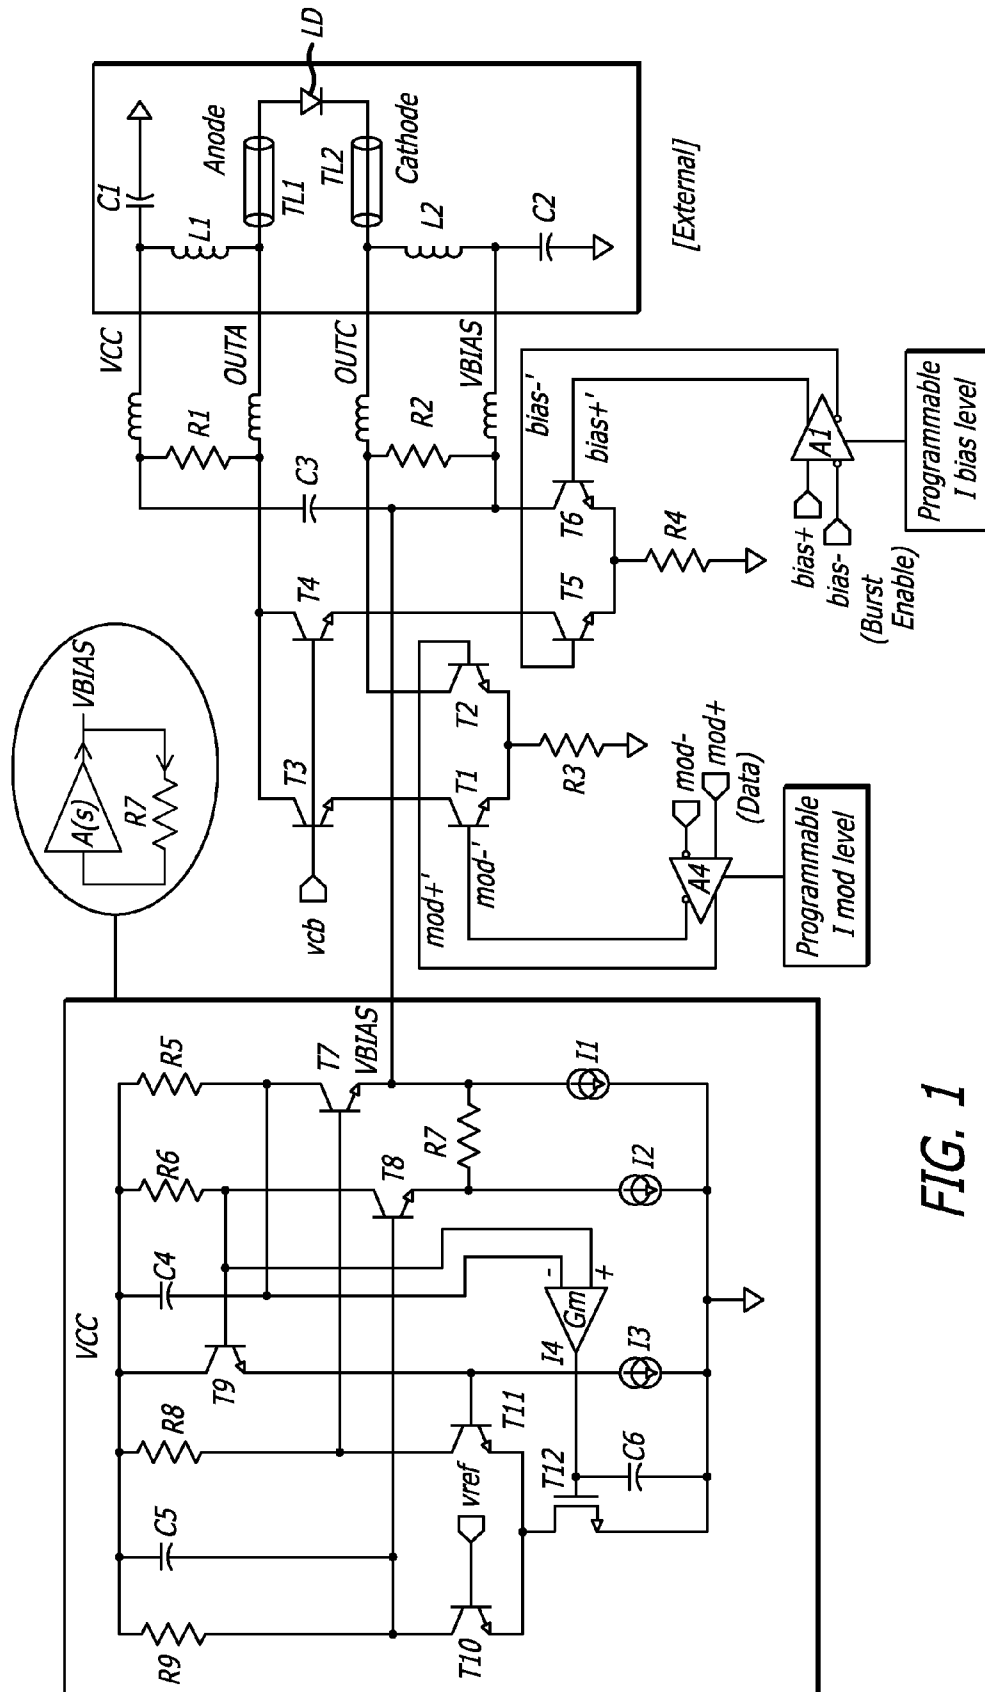 VCC
R9
C5
R8
T9
C4
R6
R5
T7
VBIAS
T8
R7
T10
vref
T11
T12
I4
Gm
-
+
C6
I3
I2
I1
A(s)
R7
VBIAS
vcb
T3
T4
C3
R1
R2
VCC
OUTA
OUTC
VBIAS
mod+'
mod-'
T1
T2
R3
T5
T6
R4
bias-'
bias+'
A4
mod-
mod+
(Data)
Programmable
I mod level
bias+
bias-
(Burst
Enable)
A1
Programmable
I bias level
C1
L1
Anode
TL1
TL2
Cathode
L2
C2
LD
[External]
FIG. 1